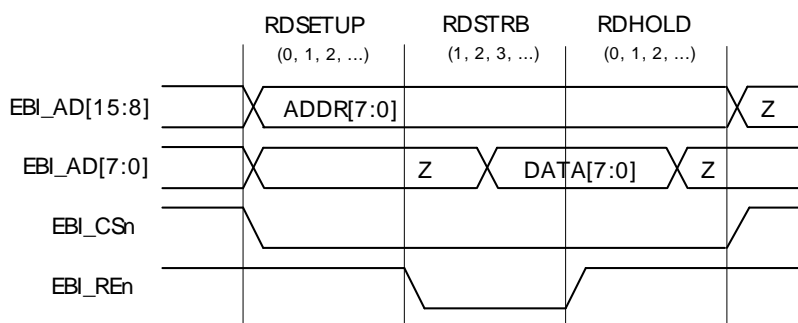 RDSETUP RDSTRB RDHOLD
(0, 1, 2, ...) (1, 2, 3, ...) (0, 1, 2, ...)
EBI_AD[15:8] ADDR[7:0] Z
EBI_AD[7:0] Z DATA[7:0] Z
EBI_CSn
EBI_REn